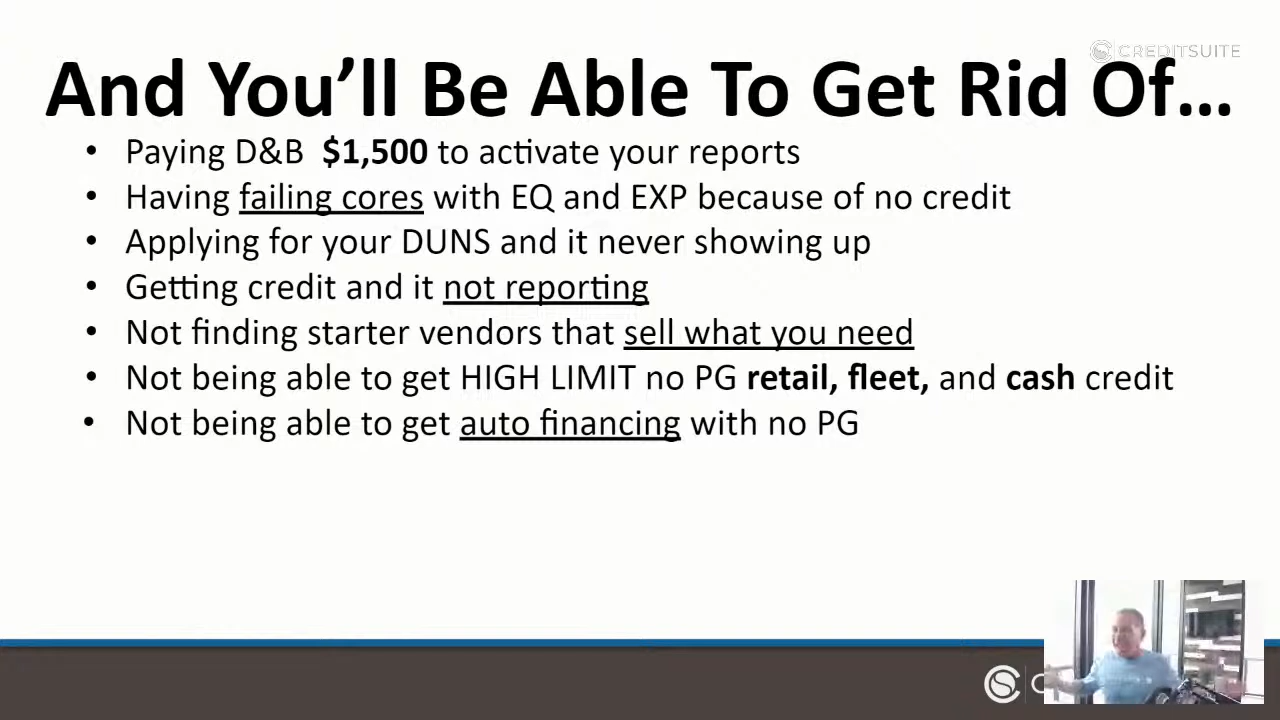 CREDITSUITE
And You'll Be Able To Get Rid Of...
• Paying D&B $1,500 to activate your reports
• Having failing cores with EQ and EXP because of no credit
• Applying for your DUNS and it never showing up
• Getting credit and it not reporting
• Not finding starter vendors that sell what you need
• Not being able to get HIGH LIMIT no PG retail, fleet, and cash credit
• Not being able to get auto financing with no PG